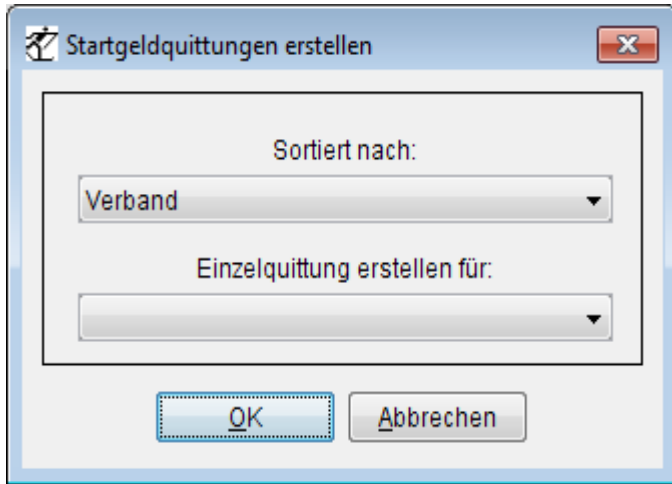 Startgeldquittungen erstellen
Sortiert nach:
Verband
Einzelquittung erstellen für:
OK
Abbrechen